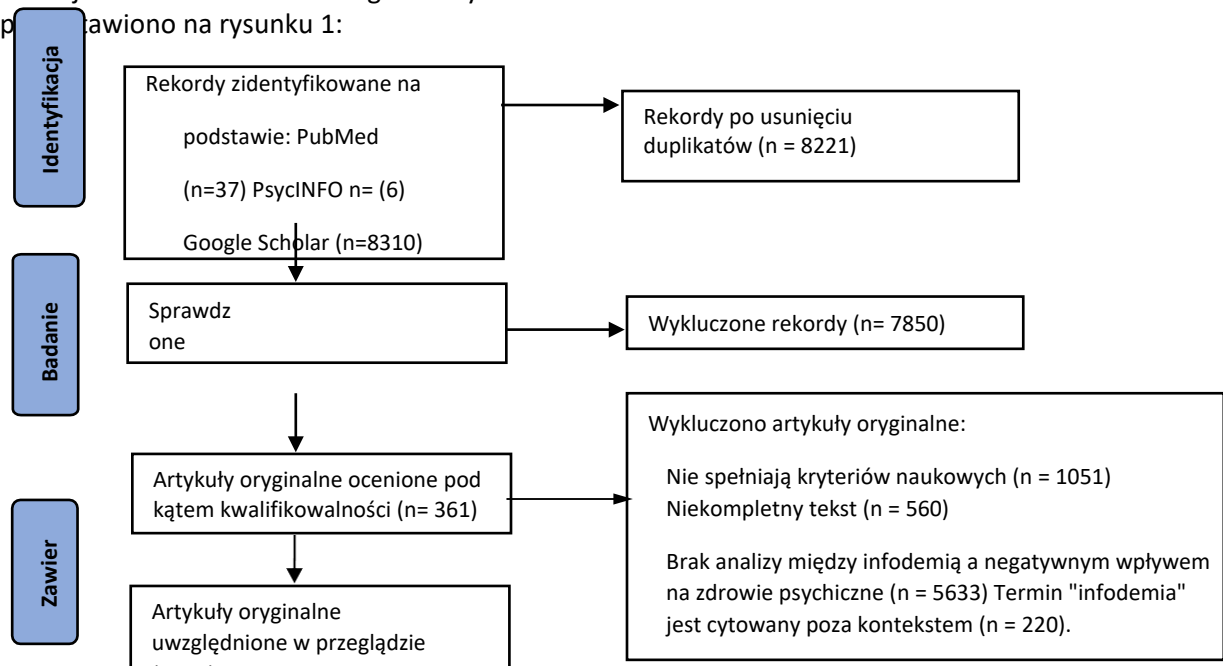 awiono na rysunku 1:
Identyfikacja
Rekordy zidentyfikowane na
podstawie: PubMed
(n=37) PsycINFO n= (6)
Google Scholar (n=8310)
Rekordy po usunięciu
duplikatów (n = 8221)
Badanie
Sprawdz
one
Wykluczone rekordy (n= 7850)
Artykuły oryginalne ocenione pod
kątem kwalifikowalności (n= 361)
Wykluczono artykuły oryginalne:
Nie spełniają kryteriów naukowych (n = 1051)
Niekompletny tekst (n = 560)
Brak analizy między infodemią a negatywnym wpływem
na zdrowie psychiczne (n = 5633) Termin "infodemia"
jest cytowany poza kontekstem (n = 220).
Zawier
Artykuły oryginalne
uwzględnione w przeglądzie